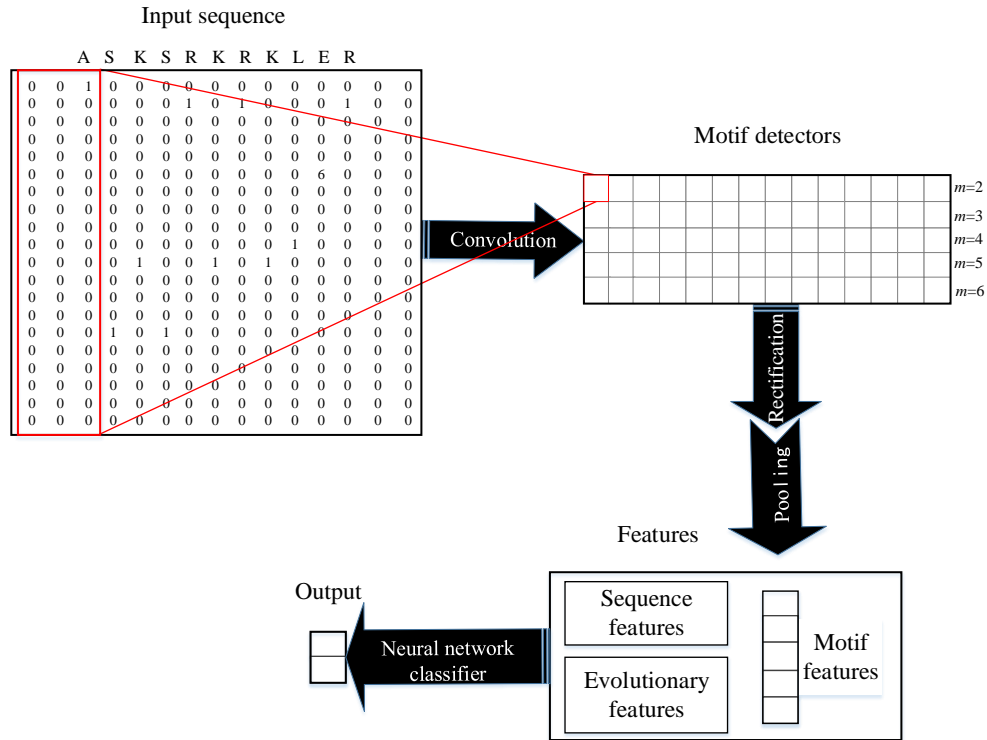 Input sequence
A S K S R K R K L E R
0 0 1 0 0 0 0 0 0 0 0 0 0 0 0
0 0 0 0 0 0 1 0 1 0 0 0 1 0 0
0 0 0 0 0 0 0 0 0 0 0 0 0 0 0
0 0 0 0 0 0 0 0 0 0 0 0 0 0 0
0 0 0 0 0 0 0 0 0 0 0 0 0 0 0
0 0 0 0 0 0 0 0 0 0 0 6 0 0 0
0 0 0 0 0 0 0 0 0 0 0 0 0 0 0
0 0 0 0 0 0 0 0 0 0 0 0 0 0 0
0 0 0 0 0 0 0 0 0 0 0 0 0 0 0
0 0 0 0 0 0 0 0 0 0 1 0 0 0 0
0 0 0 0 1 0 0 1 0 1 0 0 0 0 0
0 0 0 0 0 0 0 0 0 0 0 0 0 0 0
0 0 0 0 0 0 0 0 0 0 0 0 0 0 0
0 0 0 0 0 0 0 0 0 0 0 0 0 0 0
0 0 0 1 0 1 0 0 0 0 0 0 0 0 0
0 0 0 0 0 0 0 0 0 0 0 0 0 0 0
0 0 0 0 0 0 0 0 0 0 0 0 0 0 0
0 0 0 0 0 0 0 0 0 0 0 0 0 0 0
0 0 0 0 0 0 0 0 0 0 0 0 0 0 0
0 0 0 0 0 0 0 0 0 0 0 0 0 0 0
Convolution
Motif detectors
m=2
m=3
m=4
m=5
m=6
Rectification
Pooling
Features
Sequence
features
Evolutionary
features
Motif
features
Neural network
classifier
Output